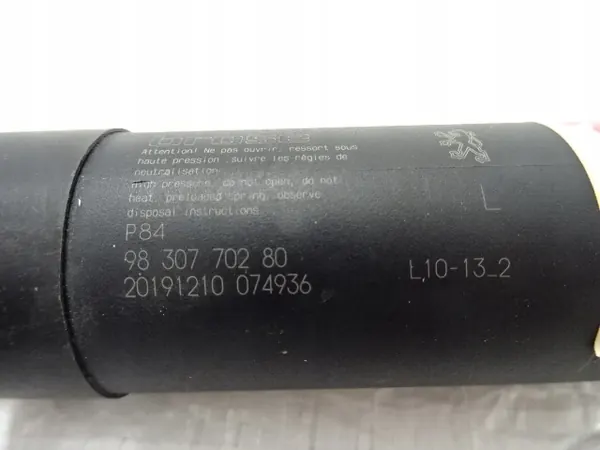 Attention! Ne pas ouvrir, ressort sous
haute pression .suivre les règles de
neutralisation
High pressure, do not open, do not
heat, preloaded spring, observe
disposal instructions
L
P84
98 307 702 80
L10-13_2
20191210 074936